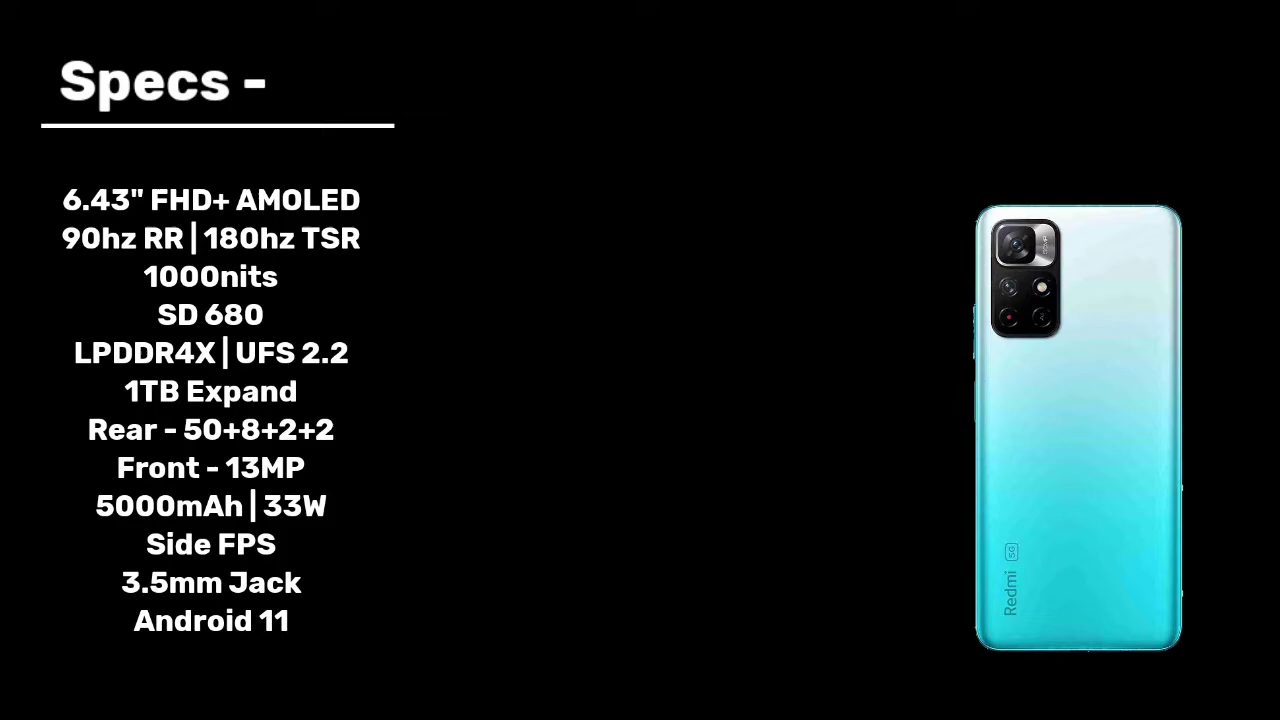 Specs -
6.43" FHD+ AMOLED
90hz RR | 180hz TSR
1000nits
SD 680
LPDDR4X | UFS 2.2
1TB Expand
Rear - 50+8+2+2
Front - 13MP
5000mAh | 33W
Side FPS
3.5mm Jack
Android 11
Redmi 5G